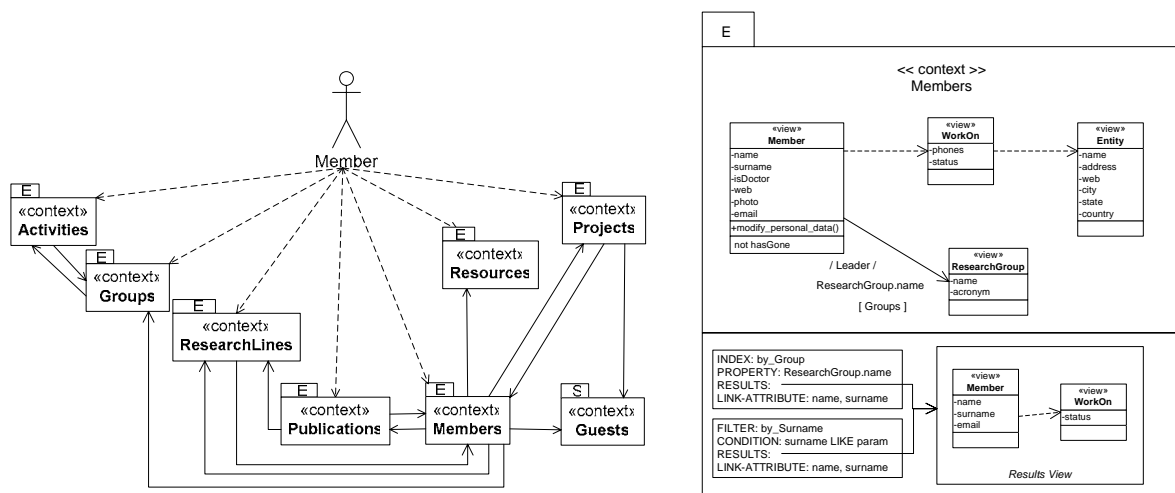 Member
E
«context»
Activities
E
«context»
Groups
E
«context»
ResearchLines
E
«context»
Publications
E
«context»
Members
E
«context»
Resources
E
«context»
Projects
S
«context»
Guests
E
<< context >>
Members
«view»
Member
-name
-surname
-isDoctor
-web
-photo
-email
+modify_personal_data()
not hasGone
«view»
WorkOn
-phones
-status
«view»
Entity
-name
-address
-web
-city
-state
-country
/ Leader /
ResearchGroup.name
[ Groups ]
«view»
ResearchGroup
-name
-acronym
INDEX: by_Group
PROPERTY: ResearchGroup.name
RESULTS:
LINK-ATTRIBUTE: name, surname
FILTER: by_Surname
CONDITION: surname LIKE param
RESULTS:
LINK-ATTRIBUTE: name, surname
«view»
Member
-name
-surname
-email
«view»
WorkOn
-status
Results View